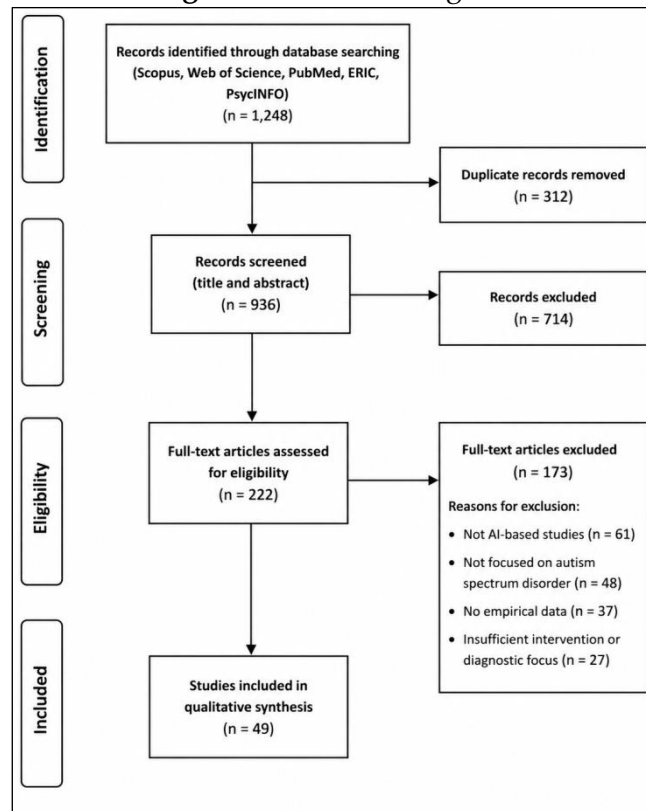 Identification
Records identified through database searching
(Scopus, Web of Science, PubMed, ERIC,
PsycINFO)
(n = 1,248)
Duplicate records removed
(n = 312)
Screening
Records screened
(title and abstract)
(n = 936)
Records excluded
(n = 714)
Eligibility
Full-text articles assessed
for eligibility
(n = 222)
Full-text articles excluded
(n = 173)
Reasons for exclusion:
• Not AI-based studies (n = 61)
• Not focused on autism
spectrum disorder (n = 48)
• No empirical data (n = 37)
• Insufficient intervention or
diagnostic focus (n = 27)
Included
Studies included in
qualitative synthesis
(n = 49)